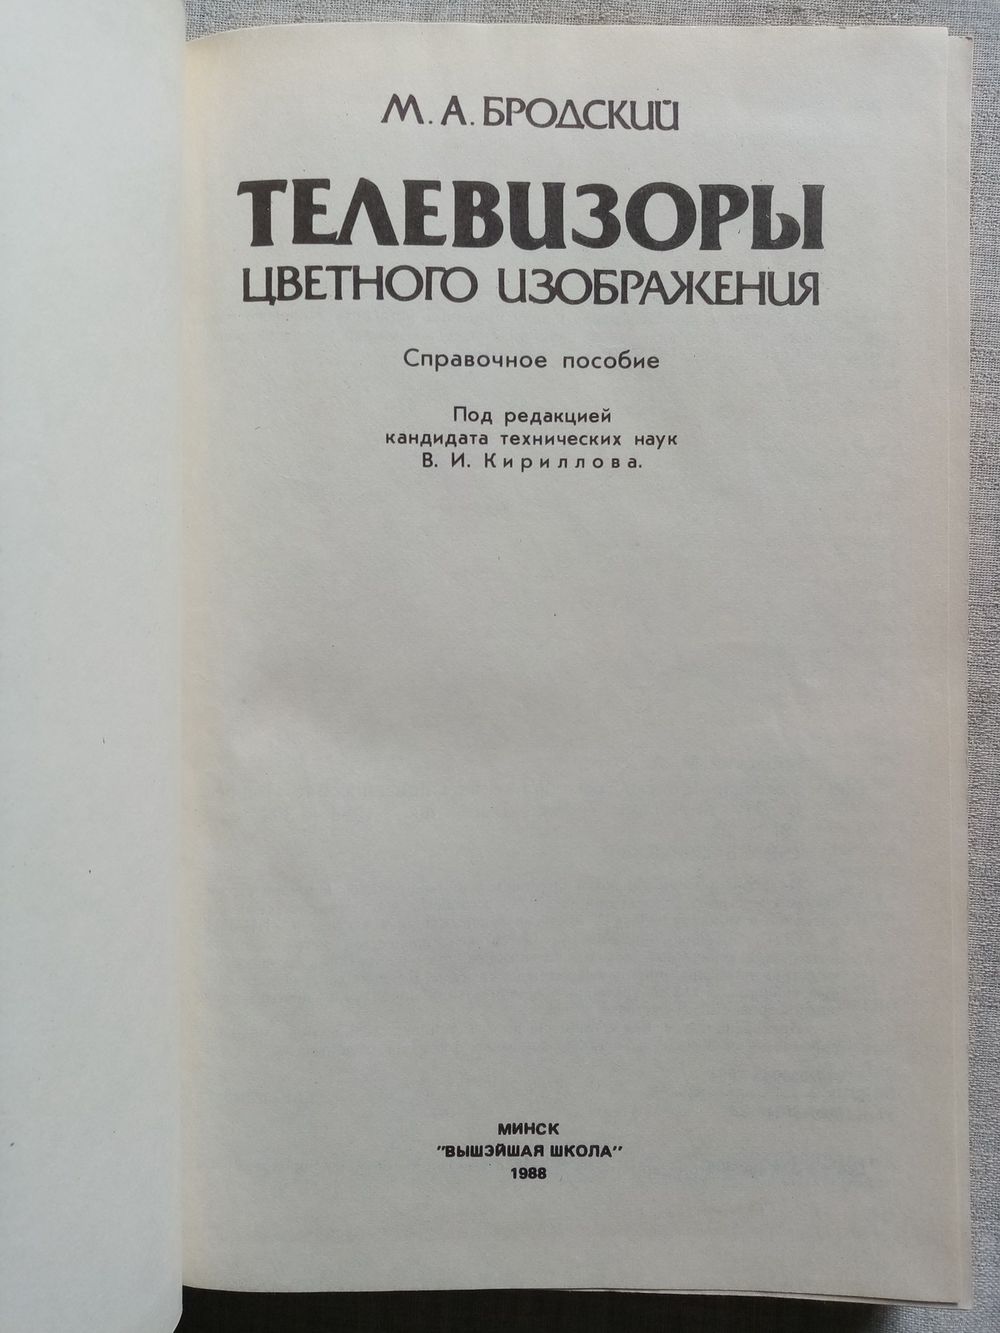 М. А. БРОДСКИЙ
ТЕЛЕВИЗОРЫ
ЦВЕТНОГО ИЗОБРАЖЕНИЯ
Справочное пособие
Под редакцией
кандидата технических наук
В. И. Кириллова.
МИНСК
"ВЫШЭЙШАЯ ШКОЛА"
1988